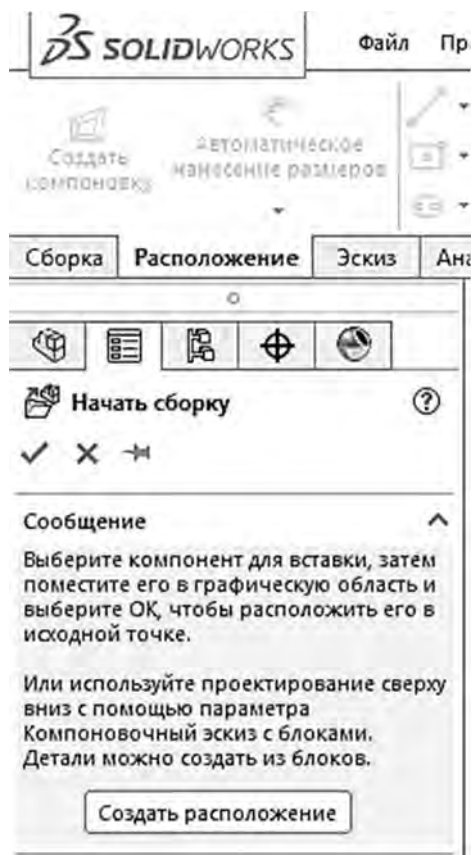 SOLIDWORKS
Файл Пр
Создать
компоновку
Автоматическое
нанесение размеров
Сборка Расположение Эскиз Ана
Начать сборку
Сообщение
Выберите компонент для вставки, затем
поместите его в графическую область и
выберите ОК, чтобы расположить его в
исходной точке.
Или используйте проектирование сверху
вниз с помощью параметра
Компоновочный эскиз с блоками.
Детали можно создать из блоков.
Создать расположение